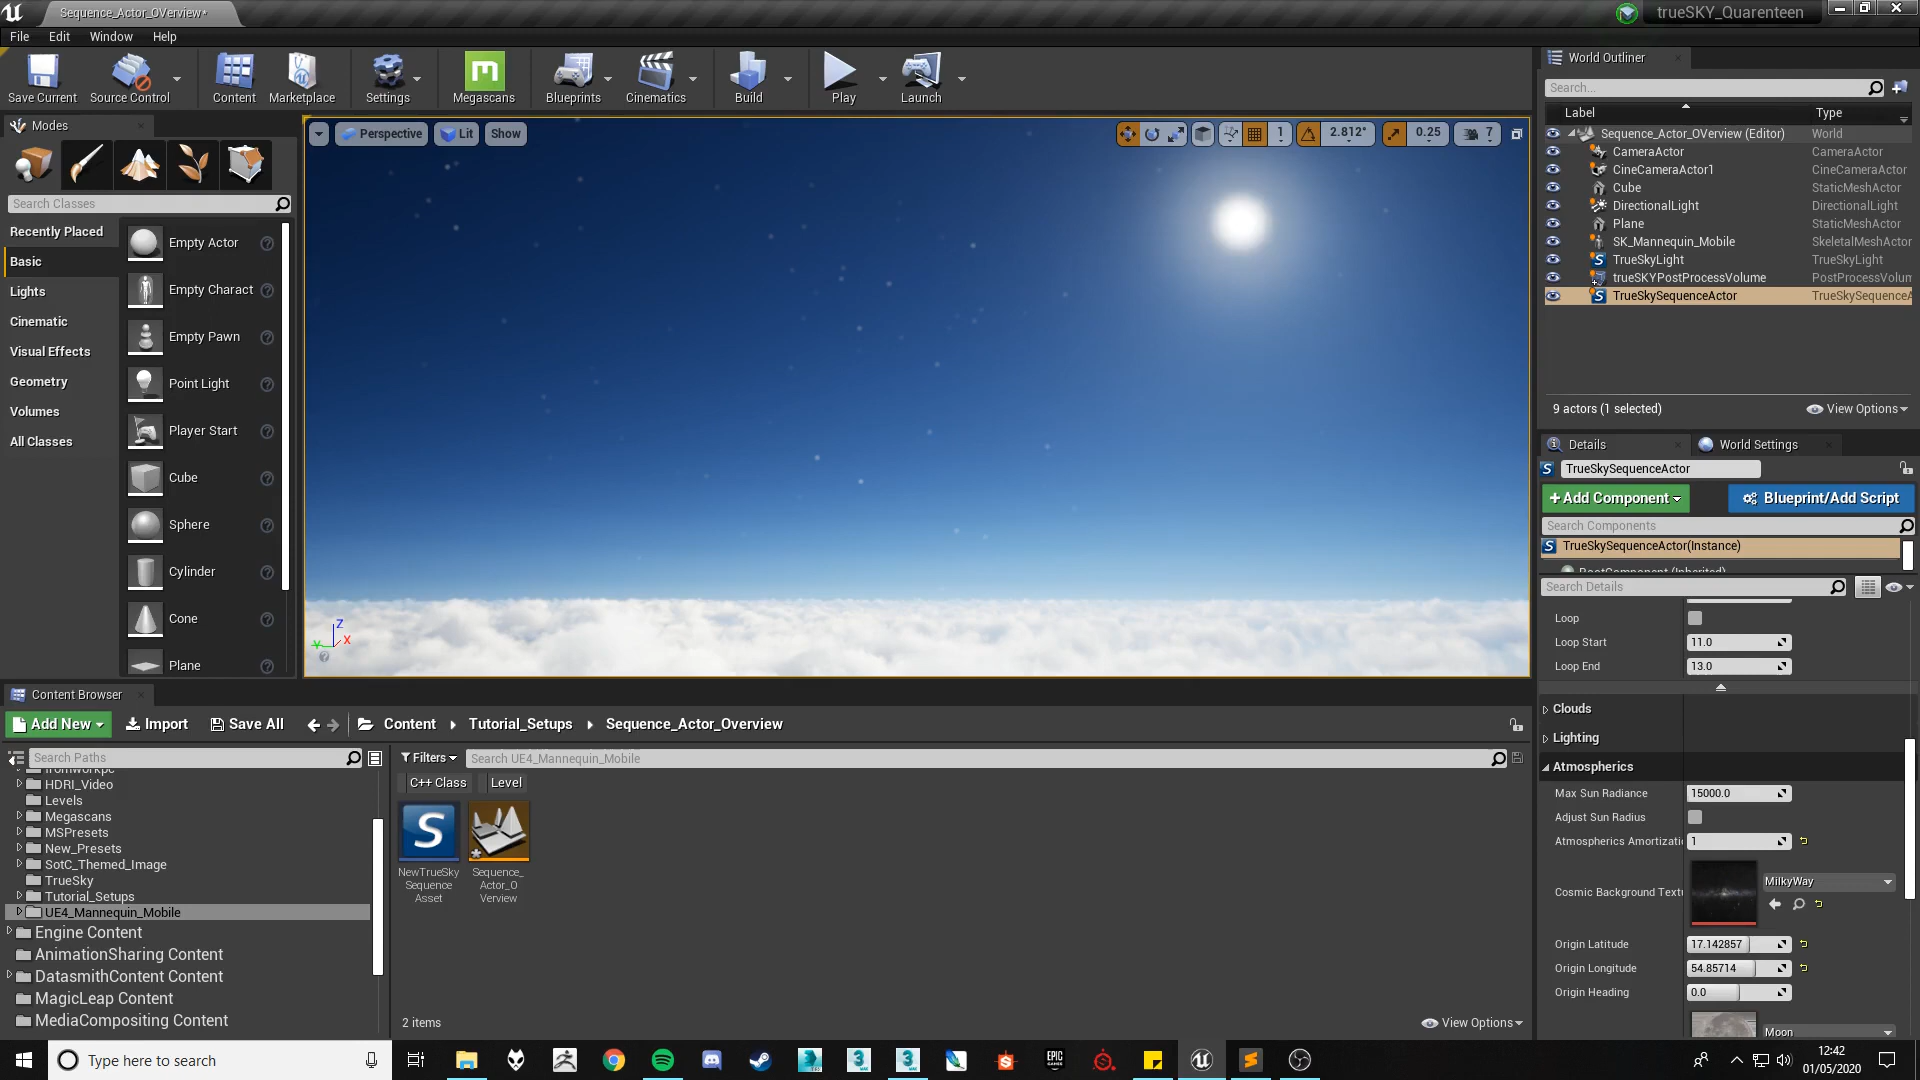 Sequence_Actor_OVerview*
trueSKY_Quarenteen
File Edit Window Help
Save Current
Source Control
Content
Marketplace
Settings
Megascans
Blueprints
Cinematics
Build
Play
Launch
Modes
Search Classes
Recently Placed
Basic
Lights
Cinematic
Visual Effects
Geometry
Volumes
All Classes
Empty Actor
Empty Charact
Empty Pawn
Point Light
Player Start
Cube
Sphere
Cylinder
Cone
Plane
Perspective Lit Show
1 2.812° 0.25 7
Z
X
Y
World Outliner
Search...
Label Type
Sequence_Actor_OVerview (Editor) World
CameraActor CameraActor
CineCameraActor1 CineCameraActor
Cube StaticMeshActor
DirectionalLight DirectionalLight
Plane StaticMeshActor
SK_Mannequin_Mobile SkeletalMeshActor
TrueSkyLight TrueSkyLight
trueSKYPostProcessVolume PostProcessVolum
TrueSkySequenceActor TrueSkySequenceA
9 actors (1 selected) View Options
Details World Settings
TrueSkySequenceActor
+Add Component Blueprint/Add Script
Search Components
TrueSkySequenceActor(Instance)
RootComponent (Inherited)
Search Details
Loop
Loop Start 11.0
Loop End 13.0
Clouds
Lighting
Atmospherics
Max Sun Radiance 15000.0
Adjust Sun Radius
Atmospherics Amortizati 1
Cosmic Background Text MilkyWay
Origin Latitude 17.142857
Origin Longitude 54.85714
Origin Heading 0.0
Moon
Content Browser
Add New Import Save All Content Tutorial_Setups Sequence_Actor_Overview
Search Paths
Filters Search UE4_Mannequin_Mobile
C++ Class Level
HDRI_Video
Levels
Megascans
MSPresets
New_Presets
SotC_Themed_Image
TrueSky
Tutorial_Setups
UE4_Mannequin_Mobile
Engine Content
AnimationSharing Content
DatasmithContent Content
MagicLeap Content
MediaCompositing Content
NewTrueSky
Sequence
Asset
Sequence_
Actor_O
Verview
2 items View Options
Type here to search
12:42
01/05/2020